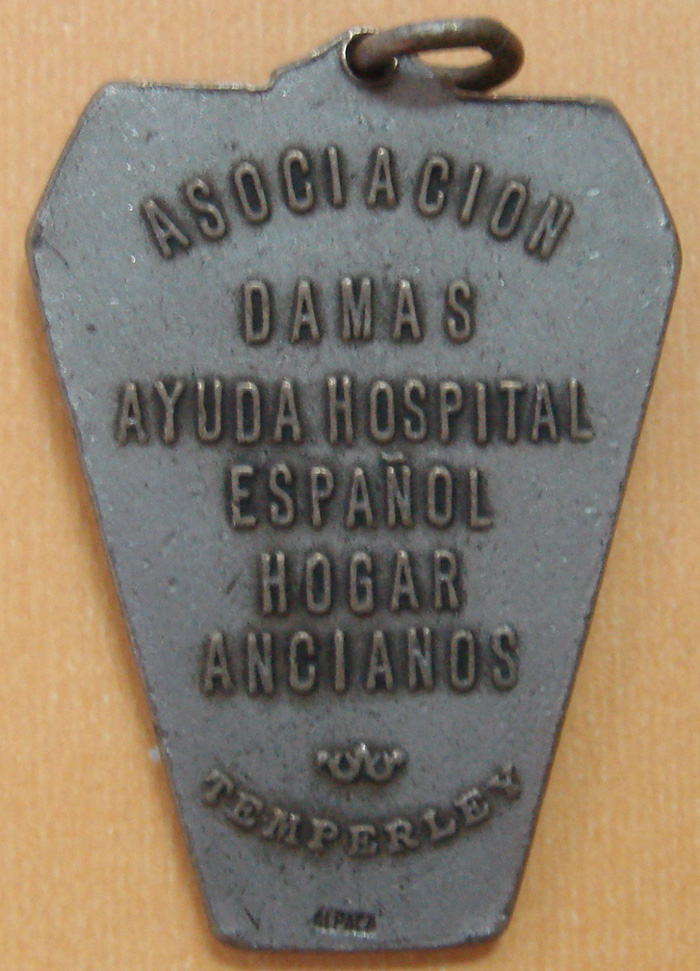 ASOCIACION
DAMAS
AYUDA HOSPITAL
ESPAÑOL
HOGAR
ANCIANOS
TEMPERLEY
ALPACA